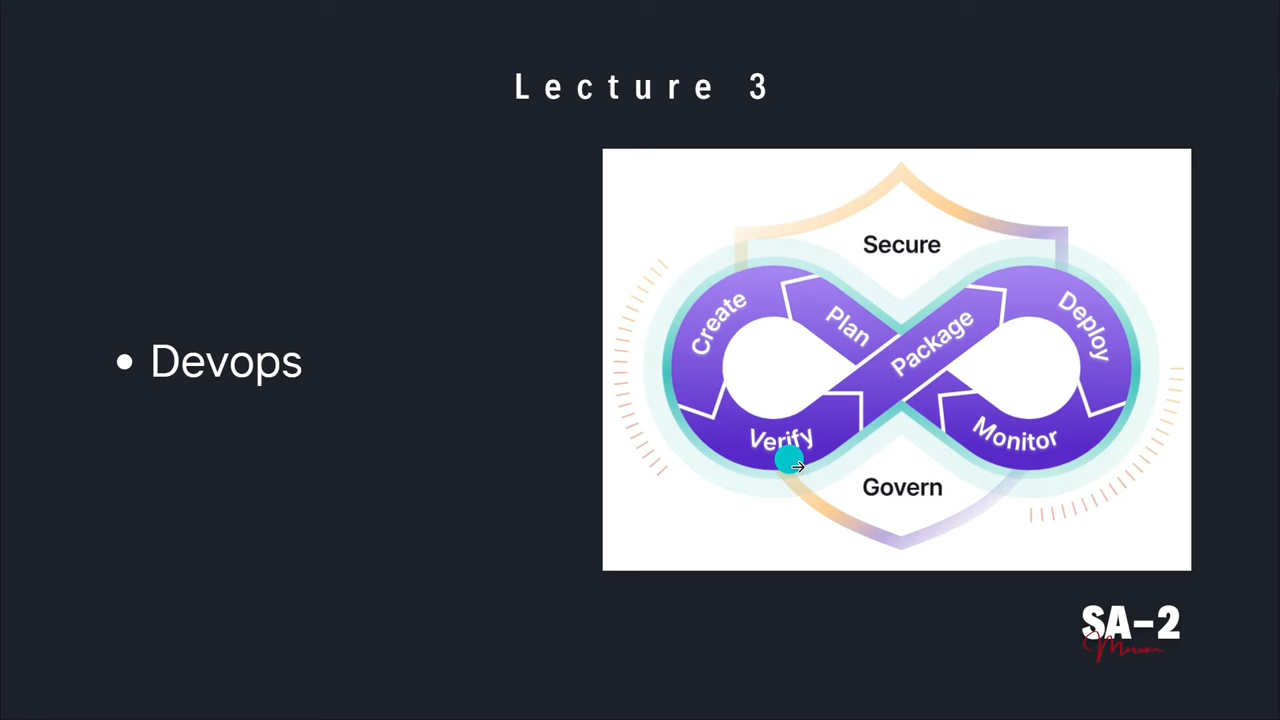 Lecture 3
• Devops
Secure
Create
Plan
Package
Deploy
Verify
Monitor
Govern
SA-2